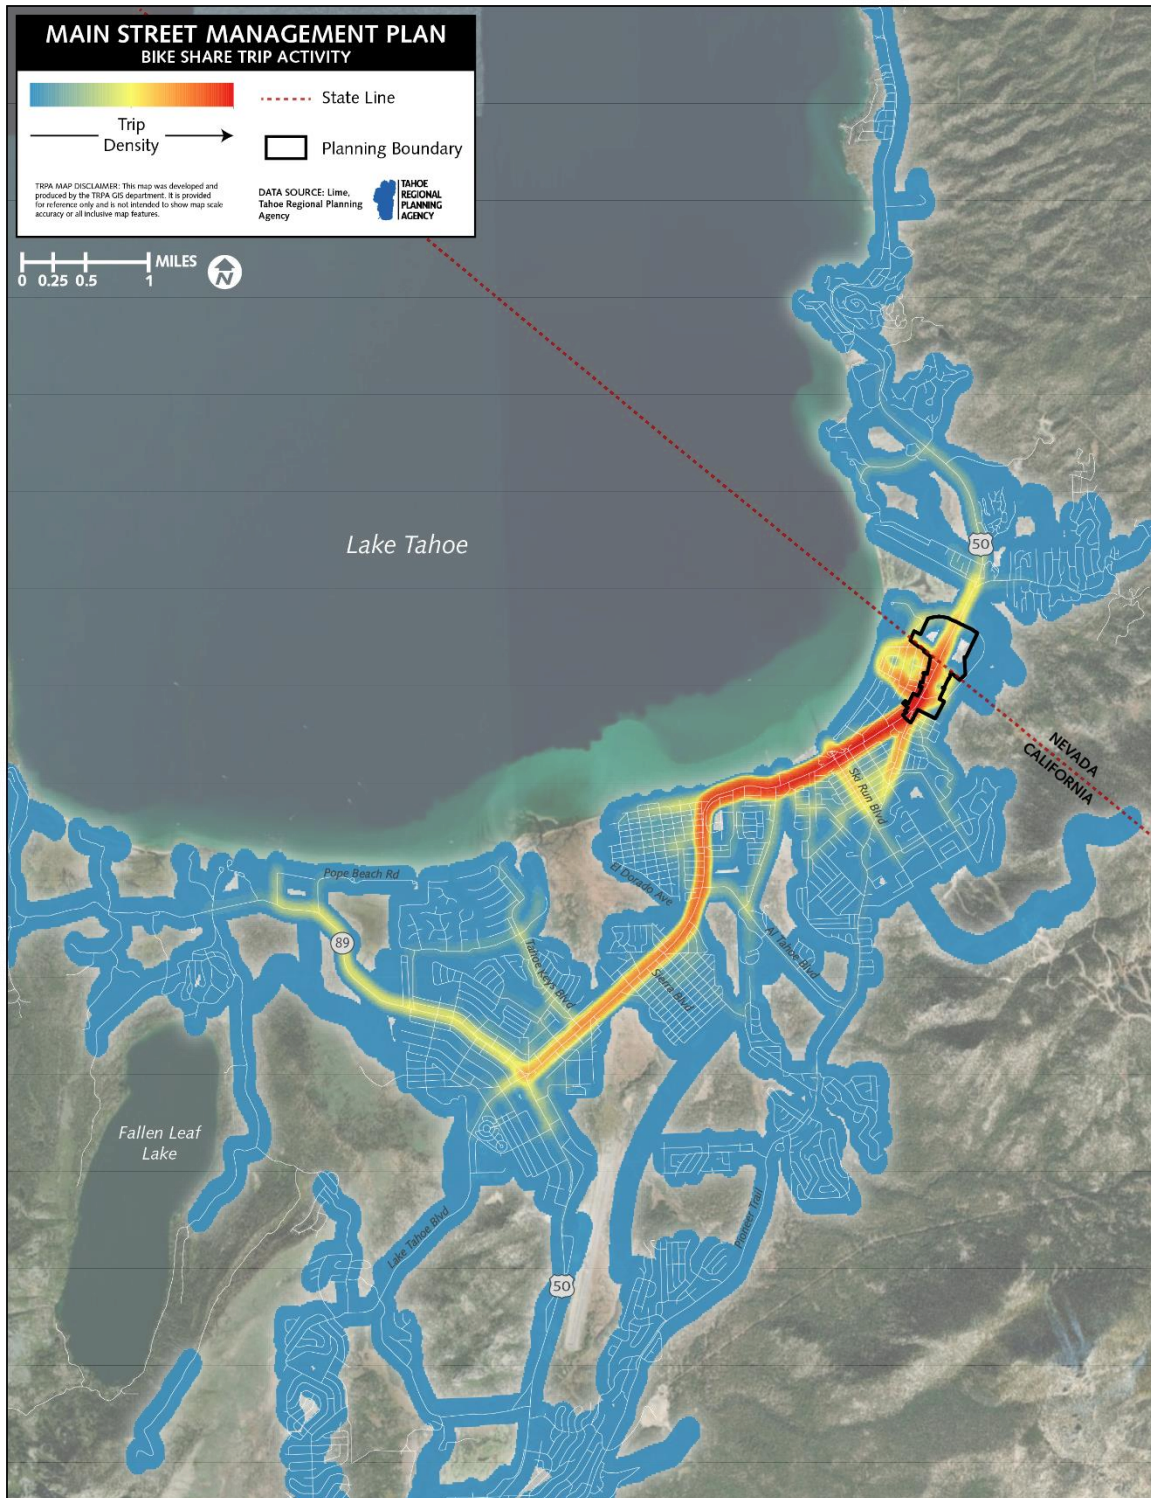 MAIN STREET MANAGEMENT PLAN
BIKE SHARE TRIP ACTIVITY
Trip
Density
State Line
Planning Boundary
TRPA MAP DISCLAIMER: This map was developed and
produced by the TRPA GIS department. It is provided
for reference only and is not intended to show map scale
accuracy or all inclusive map features.
DATA SOURCE: Lime,
Tahoe Regional Planning
Agency
TAHOE
REGIONAL
PLANNING
AGENCY
MILES
0 0.25 0.5 1
N
Lake Tahoe
50
NEVADA
CALIFORNIA
Ski Run Blvd
Pope Beach Rd
El Dorado Ave
89
Tahoe Keys Blvd
Al Tahoe Blvd
Sierra Blvd
Fallen Leaf
Lake
Pioneer Trail
Lake Tahoe Blvd
50